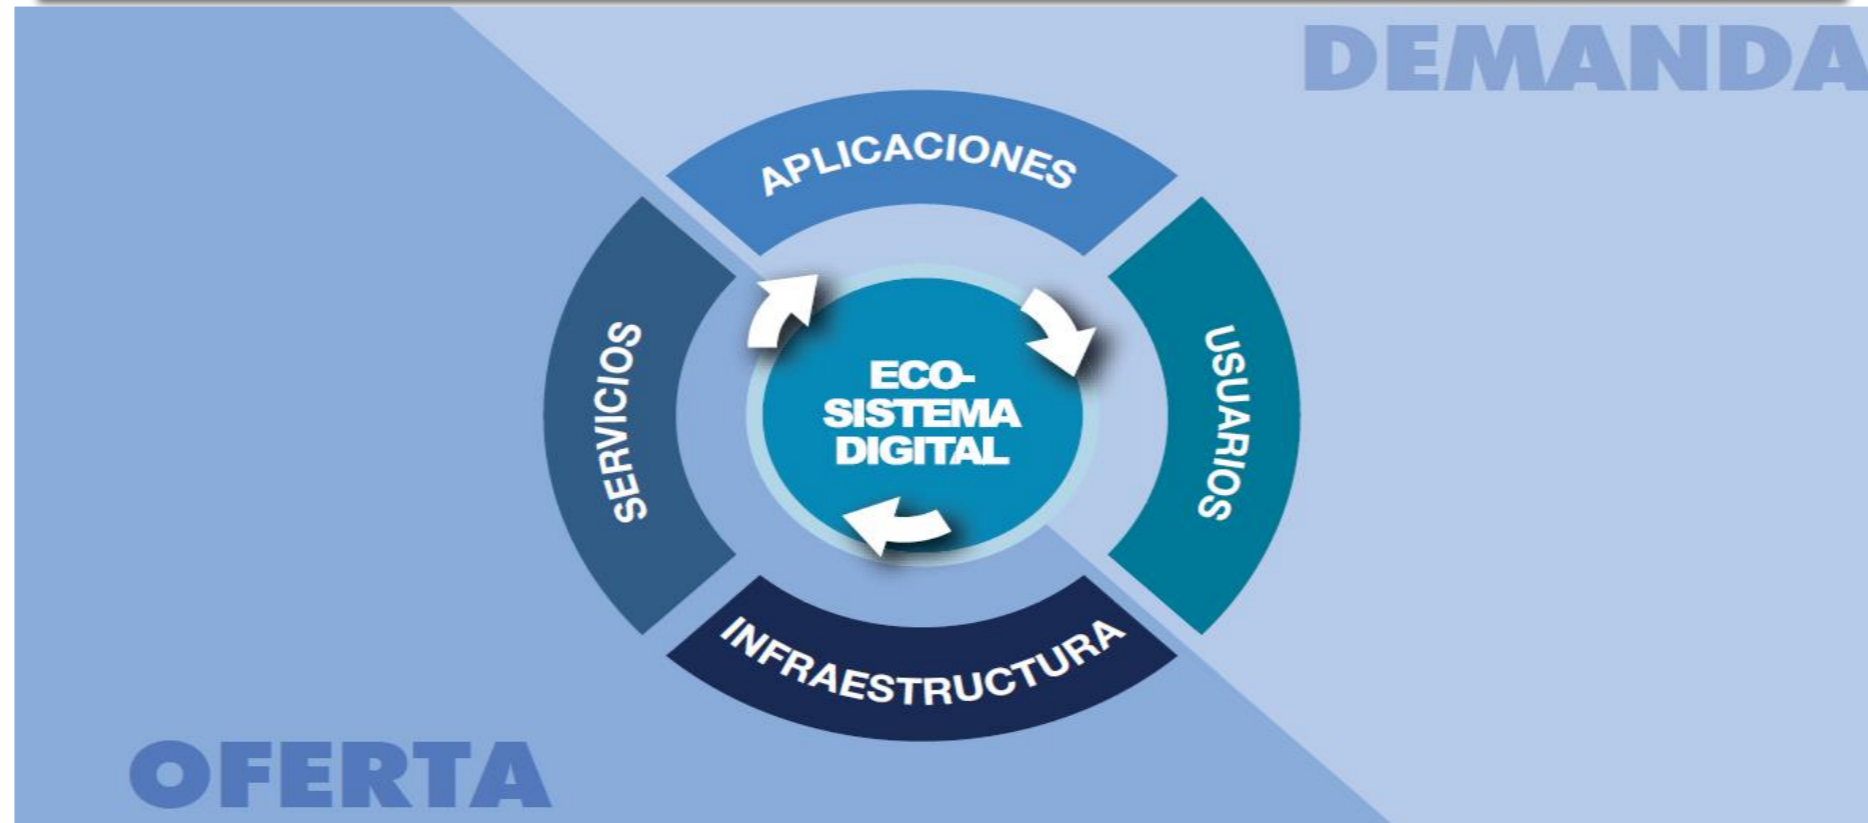 DEMANDA
APLICACIONES
SERVICIOS
ECO-
SISTEMA
DIGITAL
USUARIOS
INFRAESTRUCTURA
OFERTA